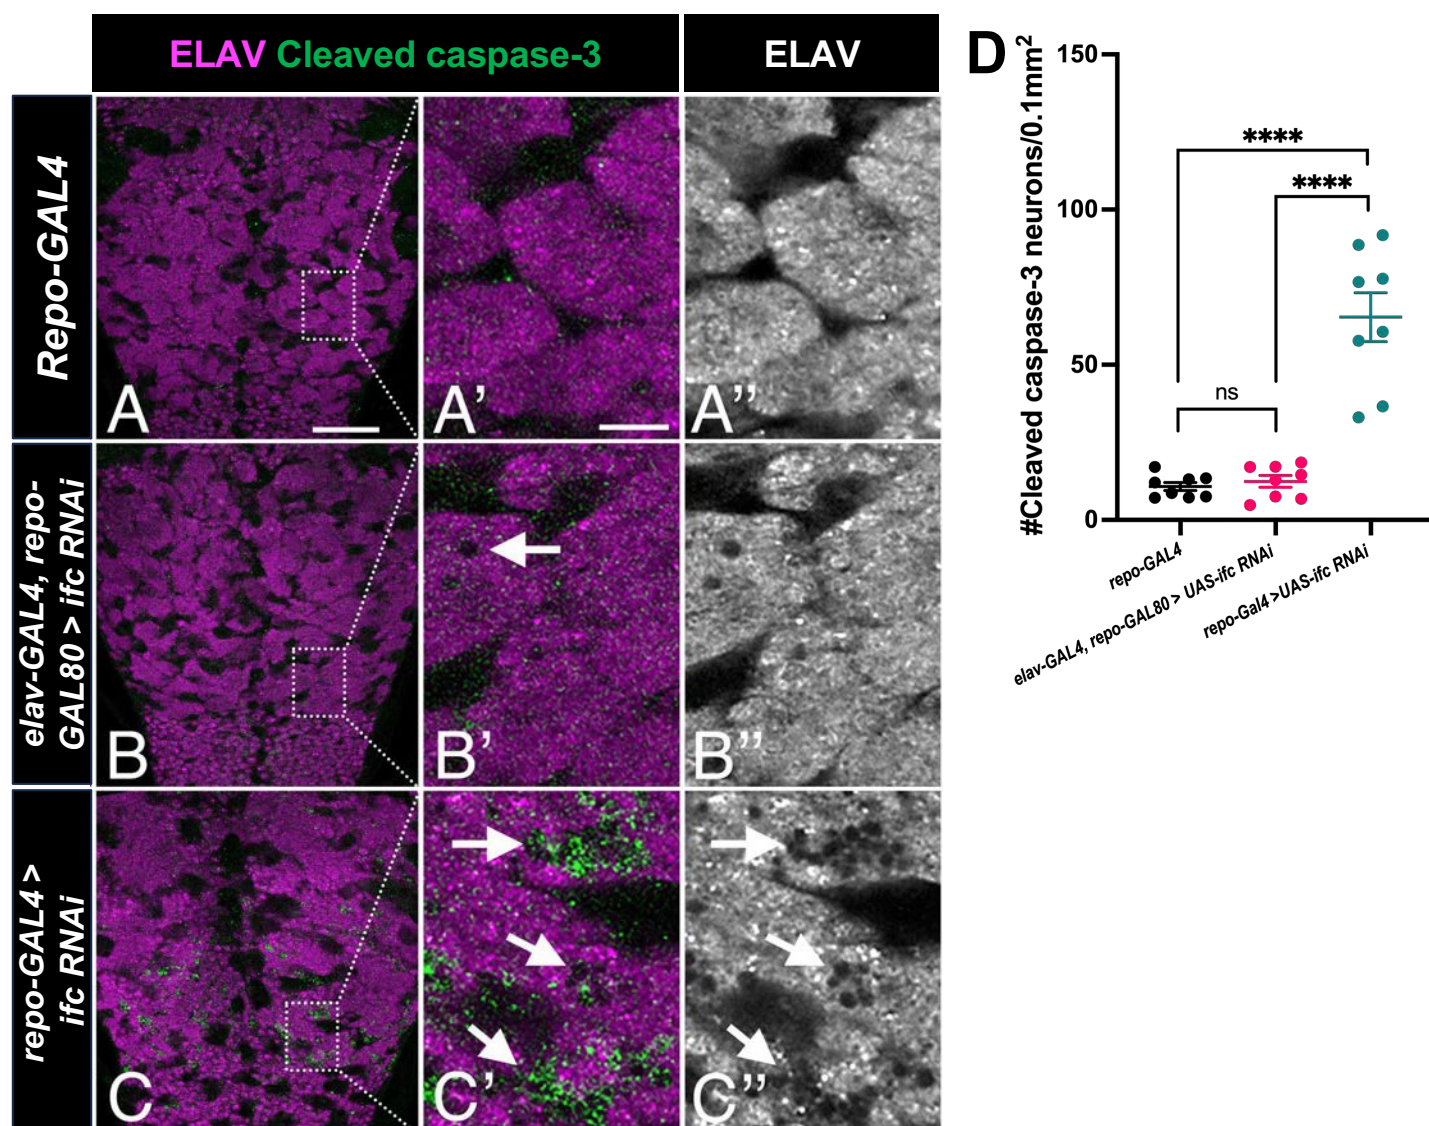 ELAV Cleaved caspase-3
ELAV
Repo-GAL4
A
A’
A’’
elav-GAL4, repo-
GAL80 > ifc RNAi
B
B’
B’’
repo-GAL4 >
ifc RNAi
C
C’
C’’
D
#Cleaved caspase-3 neurons/0.1mm²
150
100
50
0
****
****
ns
repo-GAL4
elav-GAL4, repo-GAL80 > UAS-ifc RNAi
repo-Gal4 >UAS-ifc RNAi